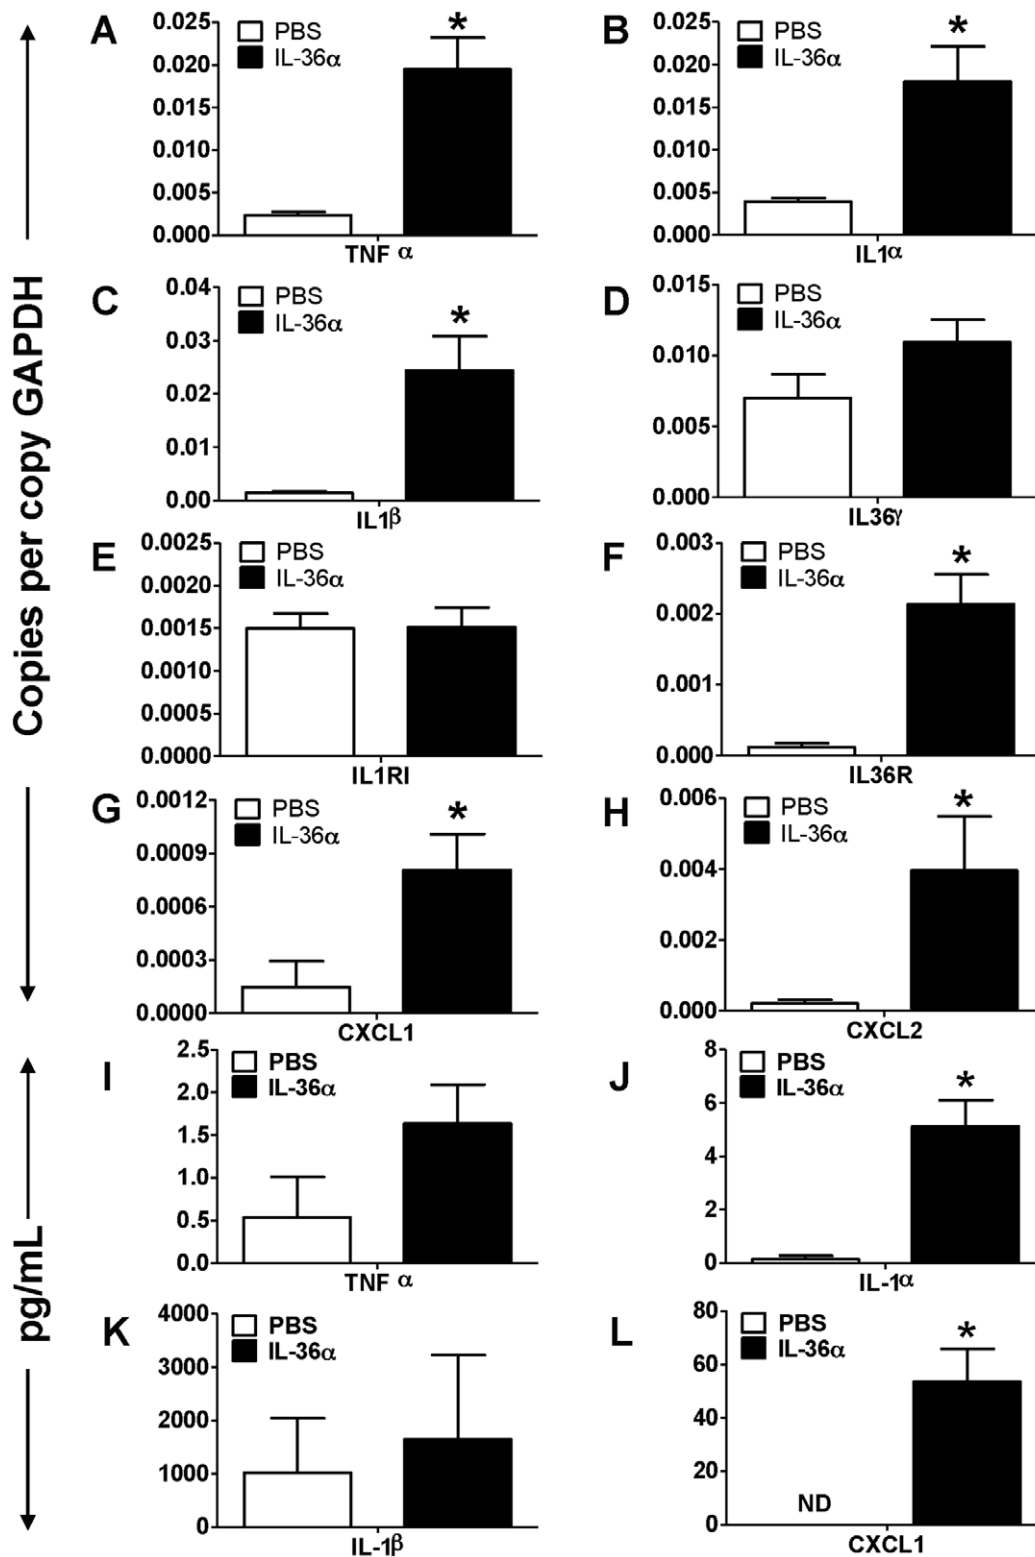 Copies per copy GAPDH
A
0.025
0.020
0.015
0.010
0.005
0.000
PBS
IL-36α
*
TNF α
B
0.025
0.020
0.015
0.010
0.005
0.000
PBS
IL-36α
*
IL1α
C
0.04
0.03
0.02
0.01
0.00
PBS
IL-36α
*
IL1β
D
0.015
0.010
0.005
0.000
PBS
IL-36α
IL36γ
E
0.0025
0.0020
0.0015
0.0010
0.0005
0.0000
PBS
IL-36α
IL1RI
F
0.003
0.002
0.001
0.000
PBS
IL-36α
*
IL36R
G
0.0012
0.0009
0.0006
0.0003
0.0000
PBS
IL-36α
*
CXCL1
H
0.006
0.004
0.002
0.000
PBS
IL-36α
*
CXCL2
pg/mL
I
2.5
2.0
1.5
1.0
0.5
0.0
PBS
IL-36α
TNF α
J
8
6
4
2
0
PBS
IL-36α
*
IL-1α
K
4000
3000
2000
1000
0
PBS
IL-36α
IL-1β
L
80
60
40
20
0
PBS
IL-36α
*
ND
CXCL1